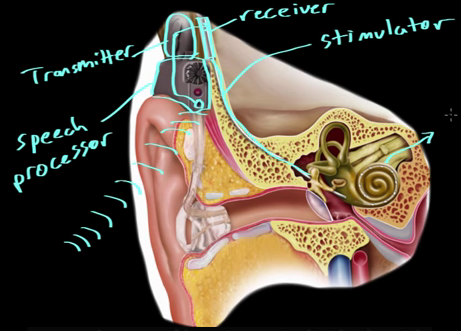 receiver
Transmitter
stimulator
speech
processor